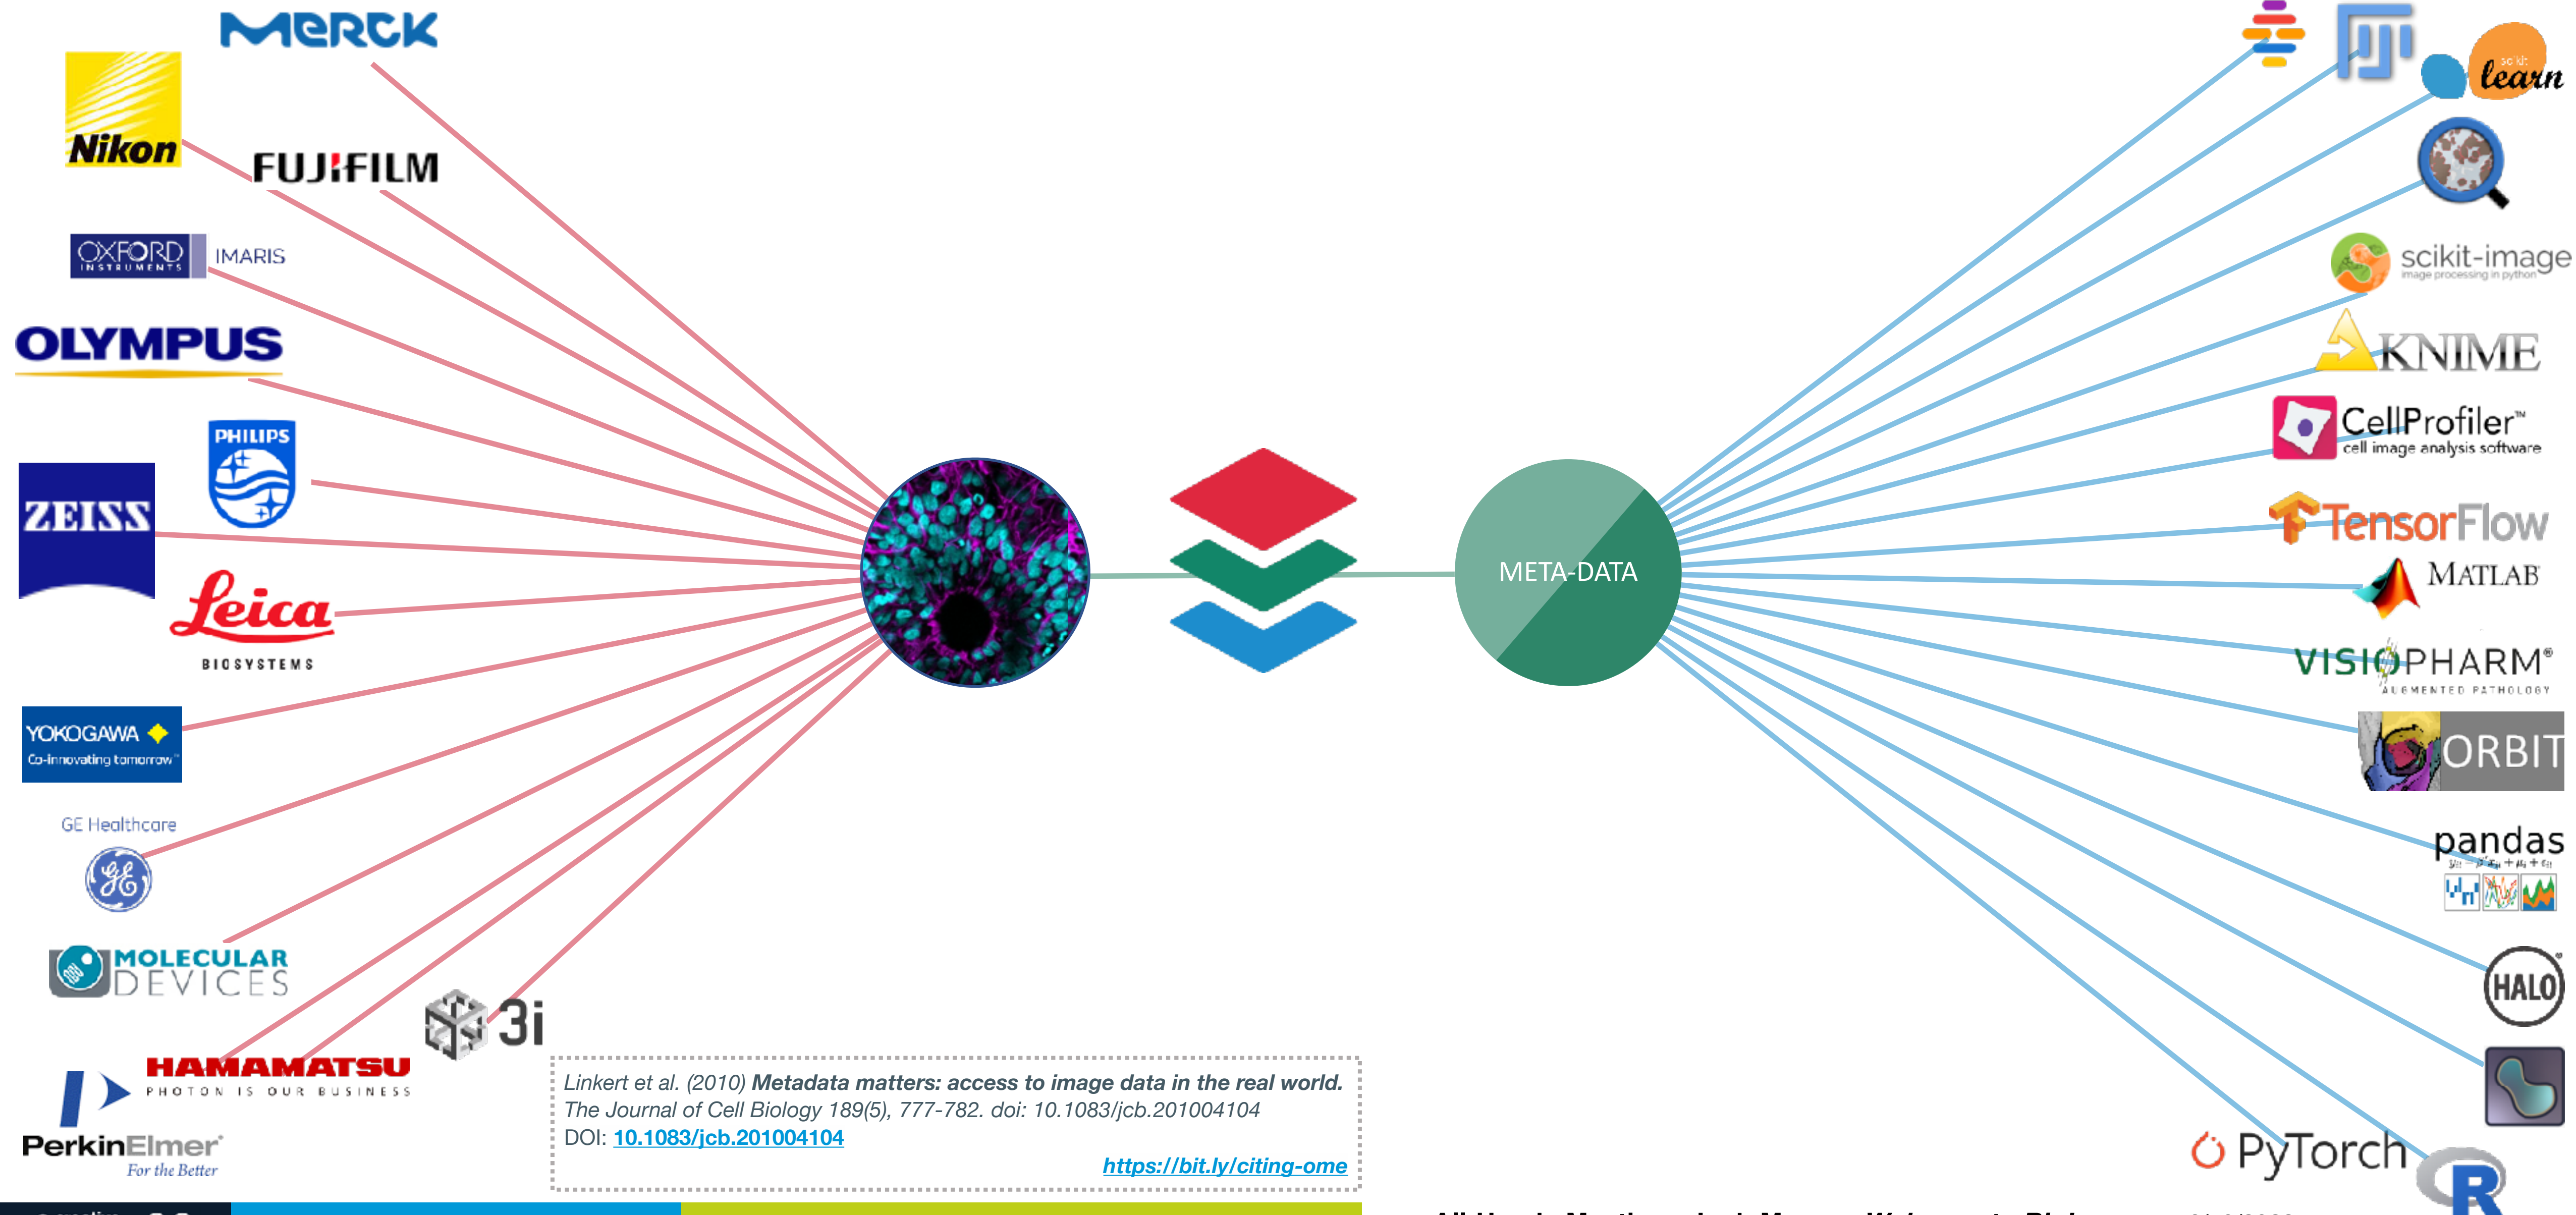 MERCK
Nikon
FUJIFILM
OXFORD
INSTRUMENTS
IMARIS
OLYMPUS
PHILIPS
ZEISS
Leica
BIOSYSTEMS
YOKOGAWA
Co-innovating tomorrow™
GE Healthcare
GE
MOLECULAR
DEVICES
3i
HAMAMATSU
PHOTON IS OUR BUSINESS
PerkinElmer®
For the Better
META-DATA
Linkert et al. (2010) Metadata matters: access to image data in the real world.
The Journal of Cell Biology 189(5), 777-782. doi: 10.1083/jcb.201004104
DOI: 10.1083/jcb.201004104
https://bit.ly/citing-ome
scikit
learn
scikit-image
image processing in python
KNIME
CellProfiler™
cell image analysis software
TensorFlow
MATLAB
VISIOPHARM®
AUGMENTED PATHOLOGY
ORBIT
pandas
HALO®
PyTorch
R